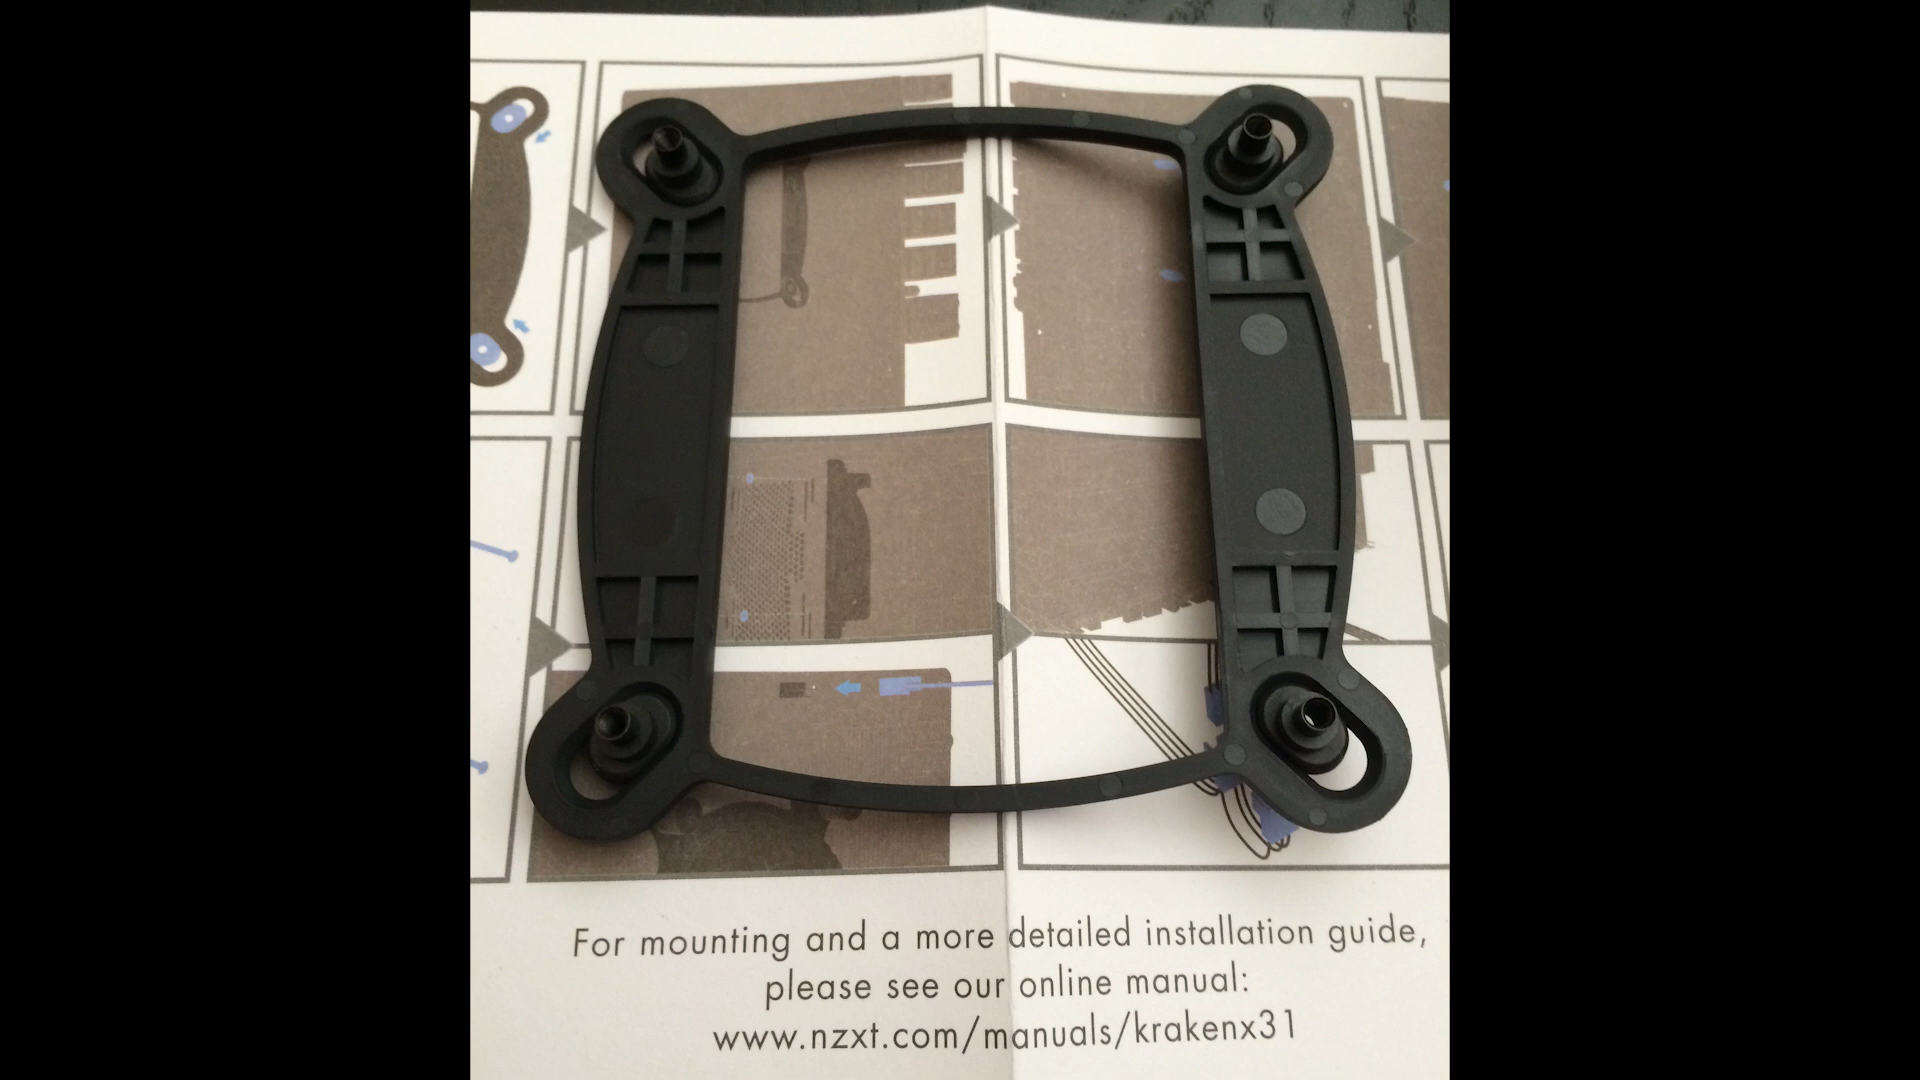 For mounting and a more detailed installation guide,
please see our online manual:
www.nzxt.com/manuals/krakenx31